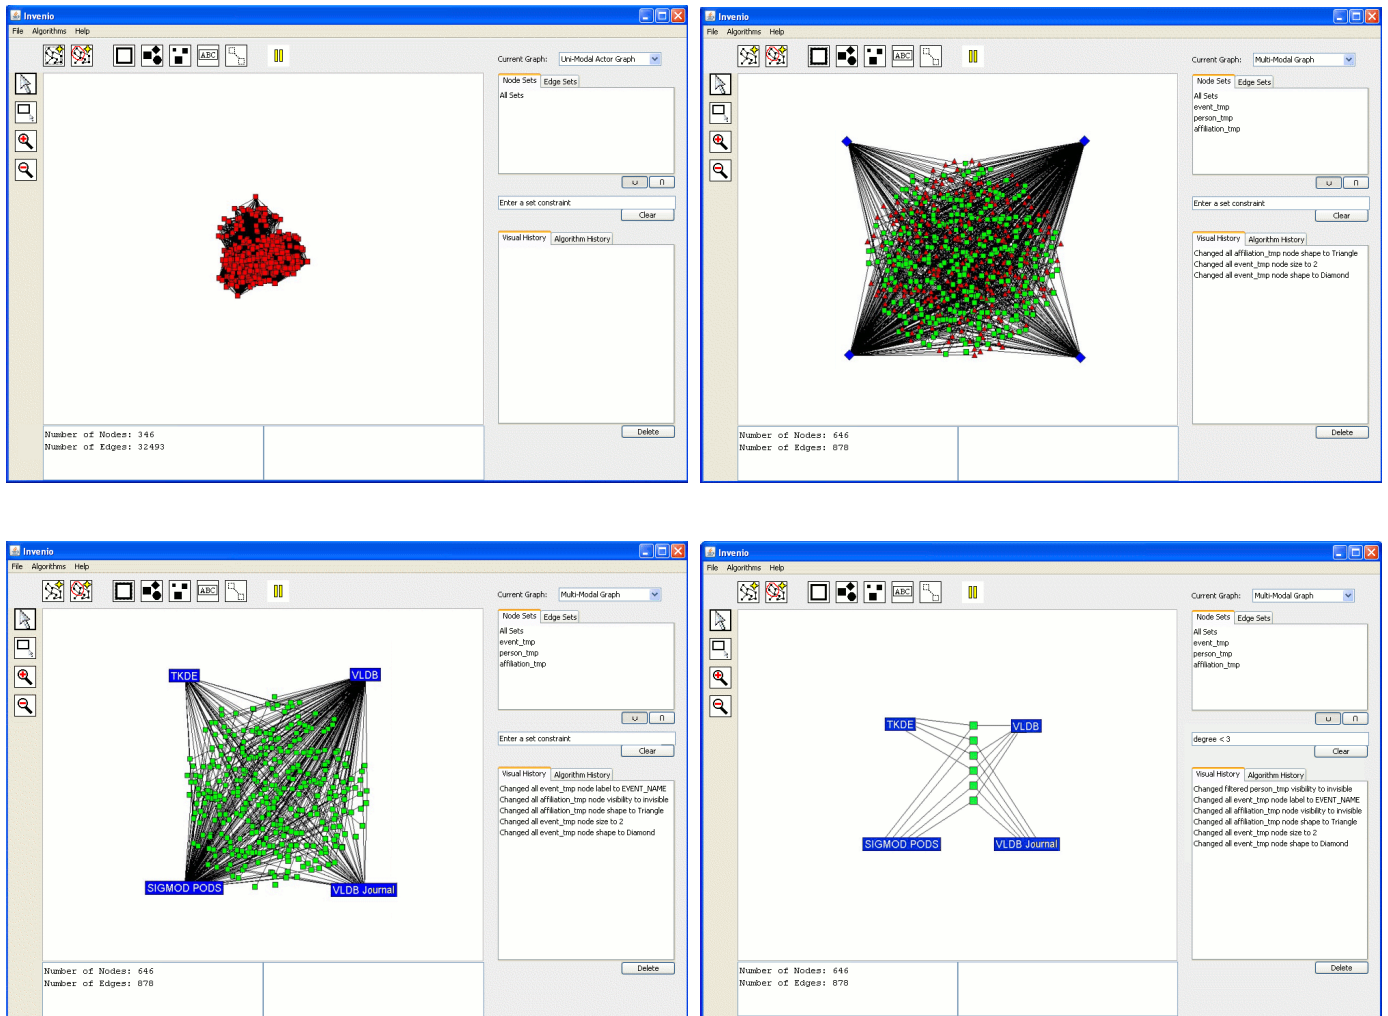 Invenio
File Algorithms Help
ABC
Current Graph: Uni-Modal Actor Graph
Node Sets Edge Sets
All Sets
∪ ∩
Enter a set constraint
Clear
Visual History Algorithm History
Number of Nodes: 346
Number of Edges: 32493
Delete
Invenio
File Algorithms Help
ABC
Current Graph: Multi-Modal Graph
Node Sets Edge Sets
All Sets
event_tmp
person_tmp
affiliation_tmp
∪ ∩
Enter a set constraint
Clear
Visual History Algorithm History
Changed all affiliation_tmp node shape to Triangle
Changed all event_tmp node size to 2
Changed all event_tmp node shape to Diamond
Number of Nodes: 646
Number of Edges: 878
Delete
Invenio
File Algorithms Help
ABC
Current Graph: Multi-Modal Graph
Node Sets Edge Sets
All Sets
event_tmp
person_tmp
affiliation_tmp
∪ ∩
Enter a set constraint
Clear
Visual History Algorithm History
Changed all event_tmp node label to EVENT_NAME
Changed all affiliation_tmp node visibility to invisible
Changed all affiliation_tmp node shape to Triangle
Changed all event_tmp node size to 2
Changed all event_tmp node shape to Diamond
TKDE VLDB
SIGMOD PODS VLDB Journal
Number of Nodes: 646
Number of Edges: 878
Delete
Invenio
File Algorithms Help
ABC
Current Graph: Multi-Modal Graph
Node Sets Edge Sets
All Sets
event_tmp
person_tmp
affiliation_tmp
∪ ∩
degree < 3
Clear
Visual History Algorithm History
Changed filtered person_tmp visibility to invisible
Changed all event_tmp node label to EVENT_NAME
Changed all affiliation_tmp node visibility to invisible
Changed all affiliation_tmp node shape to Triangle
Changed all event_tmp node size to 2
Changed all event_tmp node shape to Diamond
TKDE VLDB
SIGMOD PODS VLDB Journal
Number of Nodes: 646
Number of Edges: 878
Delete